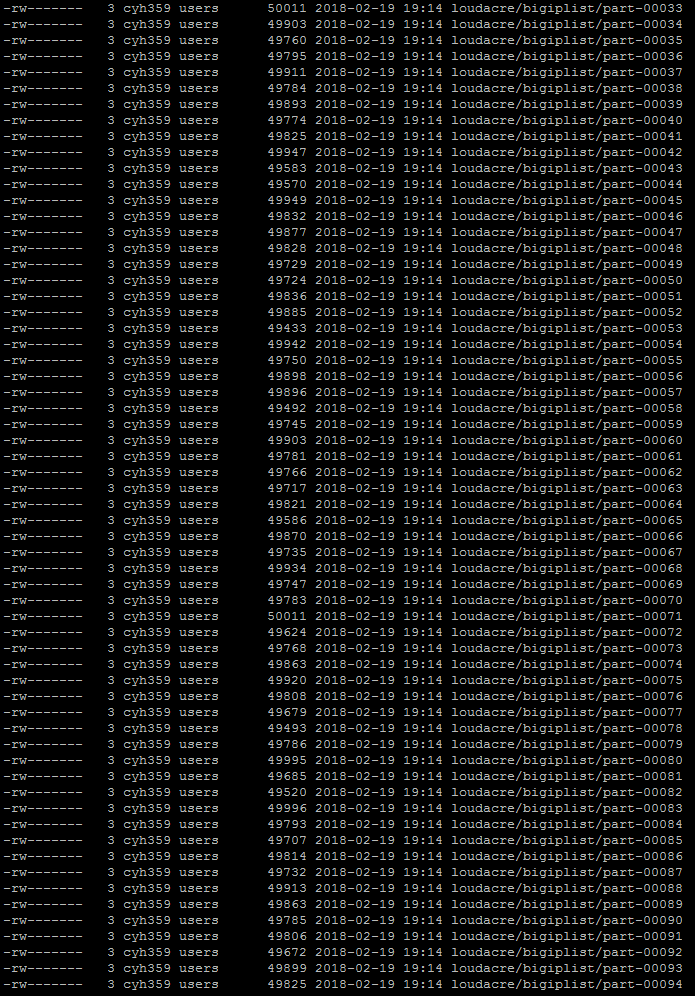 -rw-------   3 cyh359 users      50011 2018-02-19 19:14 loudacre/bigiplist/part-00033
-rw-------   3 cyh359 users      49903 2018-02-19 19:14 loudacre/bigiplist/part-00034
-rw-------   3 cyh359 users      49760 2018-02-19 19:14 loudacre/bigiplist/part-00035
-rw-------   3 cyh359 users      49795 2018-02-19 19:14 loudacre/bigiplist/part-00036
-rw-------   3 cyh359 users      49911 2018-02-19 19:14 loudacre/bigiplist/part-00037
-rw-------   3 cyh359 users      49784 2018-02-19 19:14 loudacre/bigiplist/part-00038
-rw-------   3 cyh359 users      49893 2018-02-19 19:14 loudacre/bigiplist/part-00039
-rw-------   3 cyh359 users      49774 2018-02-19 19:14 loudacre/bigiplist/part-00040
-rw-------   3 cyh359 users      49825 2018-02-19 19:14 loudacre/bigiplist/part-00041
-rw-------   3 cyh359 users      49947 2018-02-19 19:14 loudacre/bigiplist/part-00042
-rw-------   3 cyh359 users      49583 2018-02-19 19:14 loudacre/bigiplist/part-00043
-rw-------   3 cyh359 users      49570 2018-02-19 19:14 loudacre/bigiplist/part-00044
-rw-------   3 cyh359 users      49949 2018-02-19 19:14 loudacre/bigiplist/part-00045
-rw-------   3 cyh359 users      49832 2018-02-19 19:14 loudacre/bigiplist/part-00046
-rw-------   3 cyh359 users      49877 2018-02-19 19:14 loudacre/bigiplist/part-00047
-rw-------   3 cyh359 users      49828 2018-02-19 19:14 loudacre/bigiplist/part-00048
-rw-------   3 cyh359 users      49729 2018-02-19 19:14 loudacre/bigiplist/part-00049
-rw-------   3 cyh359 users      49724 2018-02-19 19:14 loudacre/bigiplist/part-00050
-rw-------   3 cyh359 users      49836 2018-02-19 19:14 loudacre/bigiplist/part-00051
-rw-------   3 cyh359 users      49885 2018-02-19 19:14 loudacre/bigiplist/part-00052
-rw-------   3 cyh359 users      49433 2018-02-19 19:14 loudacre/bigiplist/part-00053
-rw-------   3 cyh359 users      49942 2018-02-19 19:14 loudacre/bigiplist/part-00054
-rw-------   3 cyh359 users      49750 2018-02-19 19:14 loudacre/bigiplist/part-00055
-rw-------   3 cyh359 users      49898 2018-02-19 19:14 loudacre/bigiplist/part-00056
-rw-------   3 cyh359 users      49896 2018-02-19 19:14 loudacre/bigiplist/part-00057
-rw-------   3 cyh359 users      49492 2018-02-19 19:14 loudacre/bigiplist/part-00058
-rw-------   3 cyh359 users      49745 2018-02-19 19:14 loudacre/bigiplist/part-00059
-rw-------   3 cyh359 users      49903 2018-02-19 19:14 loudacre/bigiplist/part-00060
-rw-------   3 cyh359 users      49781 2018-02-19 19:14 loudacre/bigiplist/part-00061
-rw-------   3 cyh359 users      49766 2018-02-19 19:14 loudacre/bigiplist/part-00062
-rw-------   3 cyh359 users      49717 2018-02-19 19:14 loudacre/bigiplist/part-00063
-rw-------   3 cyh359 users      49821 2018-02-19 19:14 loudacre/bigiplist/part-00064
-rw-------   3 cyh359 users      49586 2018-02-19 19:14 loudacre/bigiplist/part-00065
-rw-------   3 cyh359 users      49870 2018-02-19 19:14 loudacre/bigiplist/part-00066
-rw-------   3 cyh359 users      49735 2018-02-19 19:14 loudacre/bigiplist/part-00067
-rw-------   3 cyh359 users      49934 2018-02-19 19:14 loudacre/bigiplist/part-00068
-rw-------   3 cyh359 users      49747 2018-02-19 19:14 loudacre/bigiplist/part-00069
-rw-------   3 cyh359 users      49783 2018-02-19 19:14 loudacre/bigiplist/part-00070
-rw-------   3 cyh359 users      50011 2018-02-19 19:14 loudacre/bigiplist/part-00071
-rw-------   3 cyh359 users      49624 2018-02-19 19:14 loudacre/bigiplist/part-00072
-rw-------   3 cyh359 users      49768 2018-02-19 19:14 loudacre/bigiplist/part-00073
-rw-------   3 cyh359 users      49863 2018-02-19 19:14 loudacre/bigiplist/part-00074
-rw-------   3 cyh359 users      49920 2018-02-19 19:14 loudacre/bigiplist/part-00075
-rw-------   3 cyh359 users      49808 2018-02-19 19:14 loudacre/bigiplist/part-00076
-rw-------   3 cyh359 users      49679 2018-02-19 19:14 loudacre/bigiplist/part-00077
-rw-------   3 cyh359 users      49493 2018-02-19 19:14 loudacre/bigiplist/part-00078
-rw-------   3 cyh359 users      49786 2018-02-19 19:14 loudacre/bigiplist/part-00079
-rw-------   3 cyh359 users      49995 2018-02-19 19:14 loudacre/bigiplist/part-00080
-rw-------   3 cyh359 users      49685 2018-02-19 19:14 loudacre/bigiplist/part-00081
-rw-------   3 cyh359 users      49520 2018-02-19 19:14 loudacre/bigiplist/part-00082
-rw-------   3 cyh359 users      49996 2018-02-19 19:14 loudacre/bigiplist/part-00083
-rw-------   3 cyh359 users      49793 2018-02-19 19:14 loudacre/bigiplist/part-00084
-rw-------   3 cyh359 users      49707 2018-02-19 19:14 loudacre/bigiplist/part-00085
-rw-------   3 cyh359 users      49814 2018-02-19 19:14 loudacre/bigiplist/part-00086
-rw-------   3 cyh359 users      49732 2018-02-19 19:14 loudacre/bigiplist/part-00087
-rw-------   3 cyh359 users      49913 2018-02-19 19:14 loudacre/bigiplist/part-00088
-rw-------   3 cyh359 users      49863 2018-02-19 19:14 loudacre/bigiplist/part-00089
-rw-------   3 cyh359 users      49785 2018-02-19 19:14 loudacre/bigiplist/part-00090
-rw-------   3 cyh359 users      49806 2018-02-19 19:14 loudacre/bigiplist/part-00091
-rw-------   3 cyh359 users      49672 2018-02-19 19:14 loudacre/bigiplist/part-00092
-rw-------   3 cyh359 users      49899 2018-02-19 19:14 loudacre/bigiplist/part-00093
-rw-------   3 cyh359 users      49825 2018-02-19 19:14 loudacre/bigiplist/part-00094